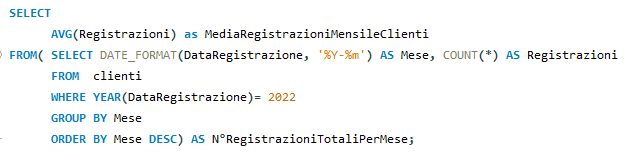 SELECT
AVG(Registrazioni) as MediaRegistrazioniMensileClienti
FROM( SELECT DATE_FORMAT(DataRegistrazione, '%Y-%m') AS Mese, COUNT(*) AS Registrazioni
FROM  clienti
WHERE YEAR(DataRegistrazione)= 2022
GROUP BY Mese
ORDER BY Mese DESC) AS N°RegistrazioniTotaliPerMese;